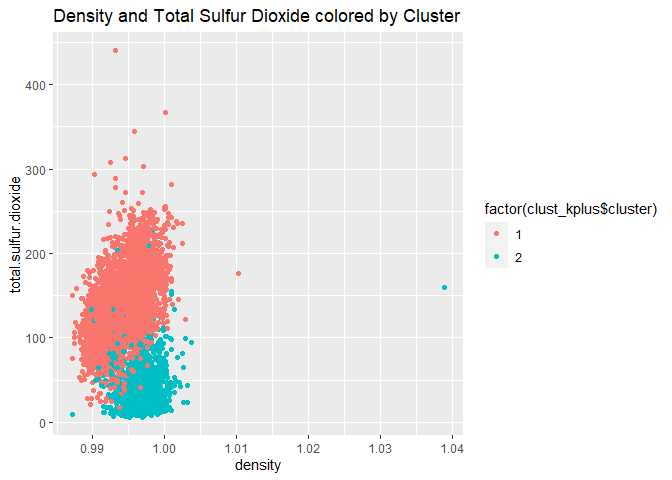 Density and Total Sulfur Dioxide colored by Cluster
400
300
200
100
0
total.sulfur.dioxide
0.99 1.00 1.01 1.02 1.03 1.04
density
factor(clust_kplus$cluster)
1
2